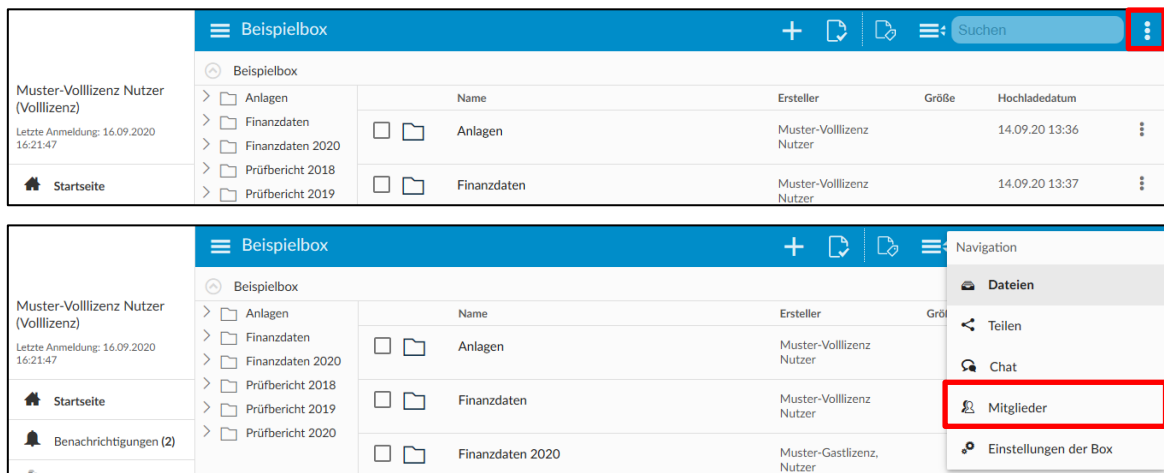 Beispielbox
Suchen
Muster-Volllizenz Nutzer
(Volllizenz)
Letzte Anmeldung: 16.09.2020
16:21:47
Startseite
Beispielbox
Anlagen
Finanzdaten
Finanzdaten 2020
Prüfbericht 2018
Prüfbericht 2019
Name Ersteller Größe Hochladedatum
Anlagen Muster-Volllizenz 14.09.20 13:36
Nutzer
Finanzdaten Muster-Volllizenz 14.09.20 13:37
Nutzer
Beispielbox
Muster-Volllizenz Nutzer
(Volllizenz)
Letzte Anmeldung: 16.09.2020
16:21:47
Startseite
Benachrichtigungen (2)
Beispielbox
Anlagen
Finanzdaten
Finanzdaten 2020
Prüfbericht 2018
Prüfbericht 2019
Prüfbericht 2020
Name Ersteller Grö
Anlagen Muster-Volllizenz
Nutzer
Finanzdaten Muster-Volllizenz
Nutzer
Finanzdaten 2020 Muster-Gastlizenz,
Nutzer
Navigation
Dateien
Teilen
Chat
Mitglieder
Einstellungen der Box